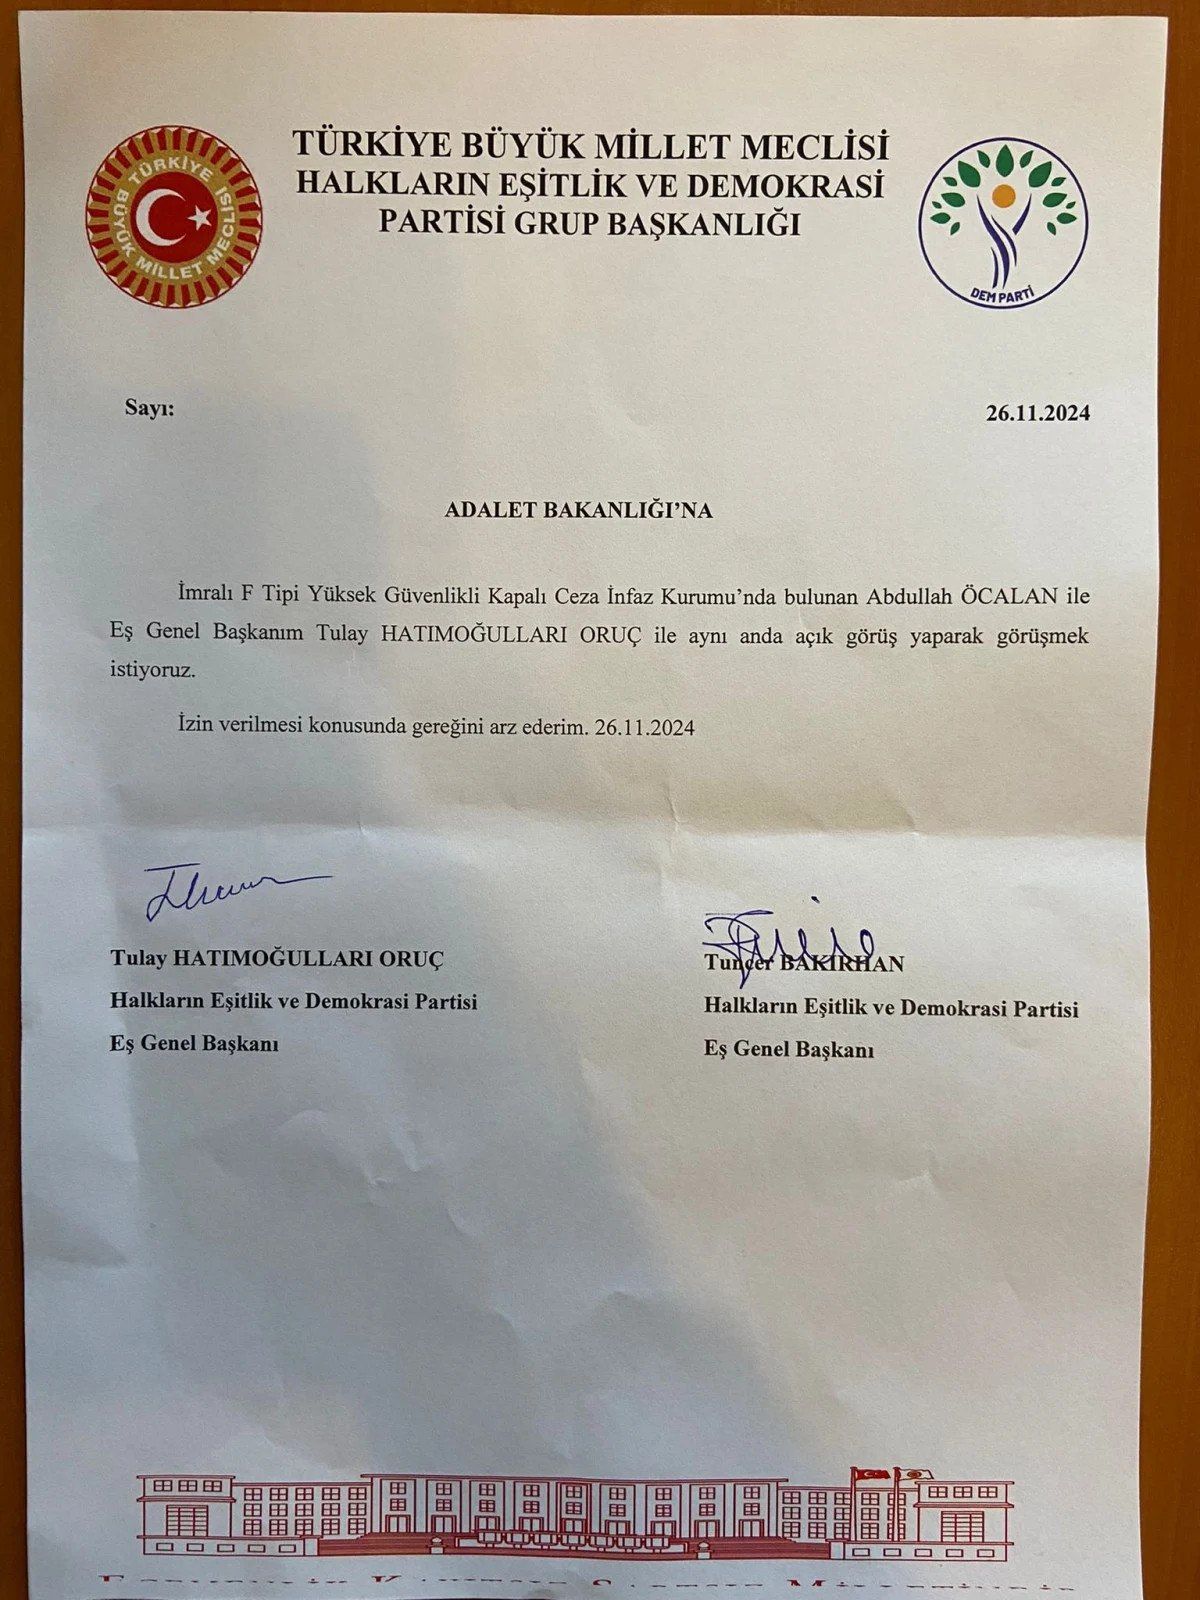 TÜRKİYE BÜYÜK MİLLET MECLİSİ
HALKLARIN EŞİTLİK VE DEMOKRASİ
PARTİSİ GRUP BAŞKANLIĞI
TÜRKİYE BÜYÜK MİLLET MECLİSİ
DEM PARTİ
Sayı:
26.11.2024
ADALET BAKANLIĞI'NA
İmralı F Tipi Yüksek Güvenlikli Kapalı Ceza İnfaz Kurumu'nda bulunan Abdullah ÖCALAN ile
Eş Genel Başkanım Tulay HATIMOĞULLARI ORUÇ ile aynı anda açık görüş yaparak görüşmek
istiyoruz.
İzin verilmesi konusunda gereğini arz ederim. 26.11.2024
Tulay HATIMOĞULLARI ORUÇ
Halkların Eşitlik ve Demokrasi Partisi
Eş Genel Başkanı
Tunçer BAKIRHAN
Halkların Eşitlik ve Demokrasi Partisi
Eş Genel Başkanı